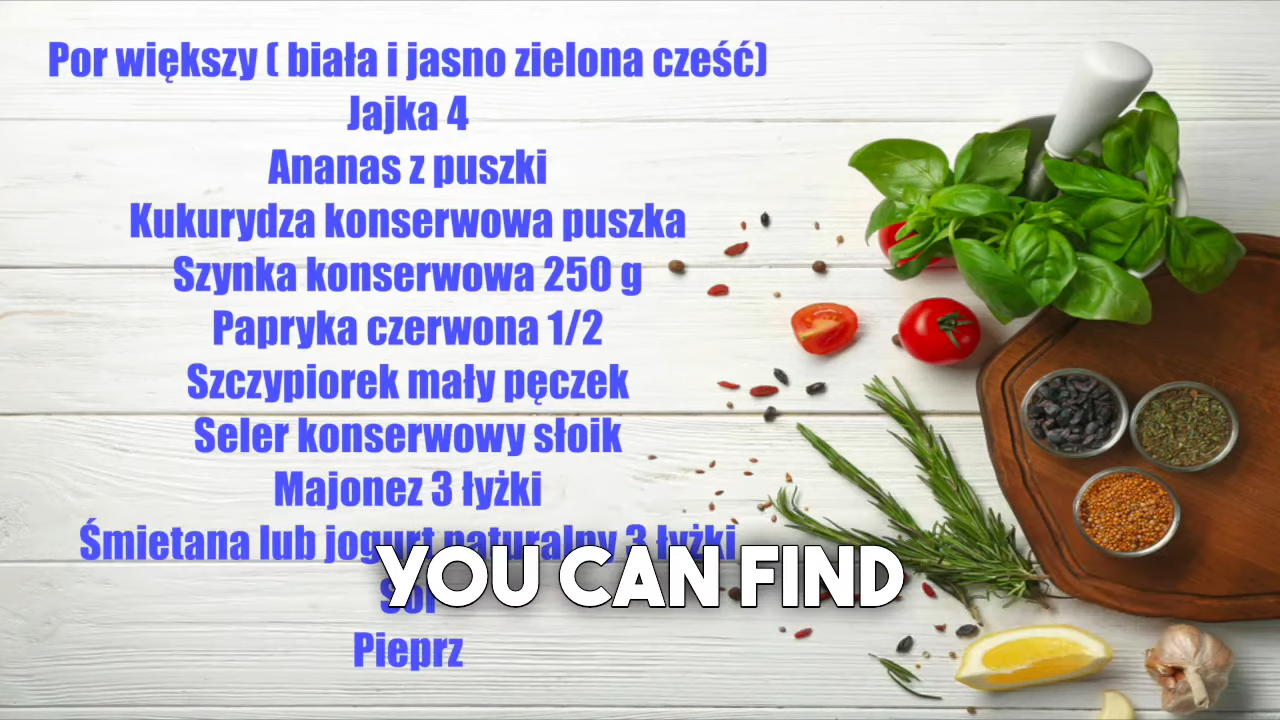 Por większy ( biała i jasno zielona cześć)
Jajka 4
Ananas z puszki
Kukurydza konserwowa puszka
Szynka konserwowa 250 g
Papryka czerwona 1/2
Szczypiorek mały pęczek
Seler konserwowy słoik
Majonez 3 łyżki
Śmietana lub jogurt naturalny 3 łyżki
Sól
YOU CAN FIND
Pieprz